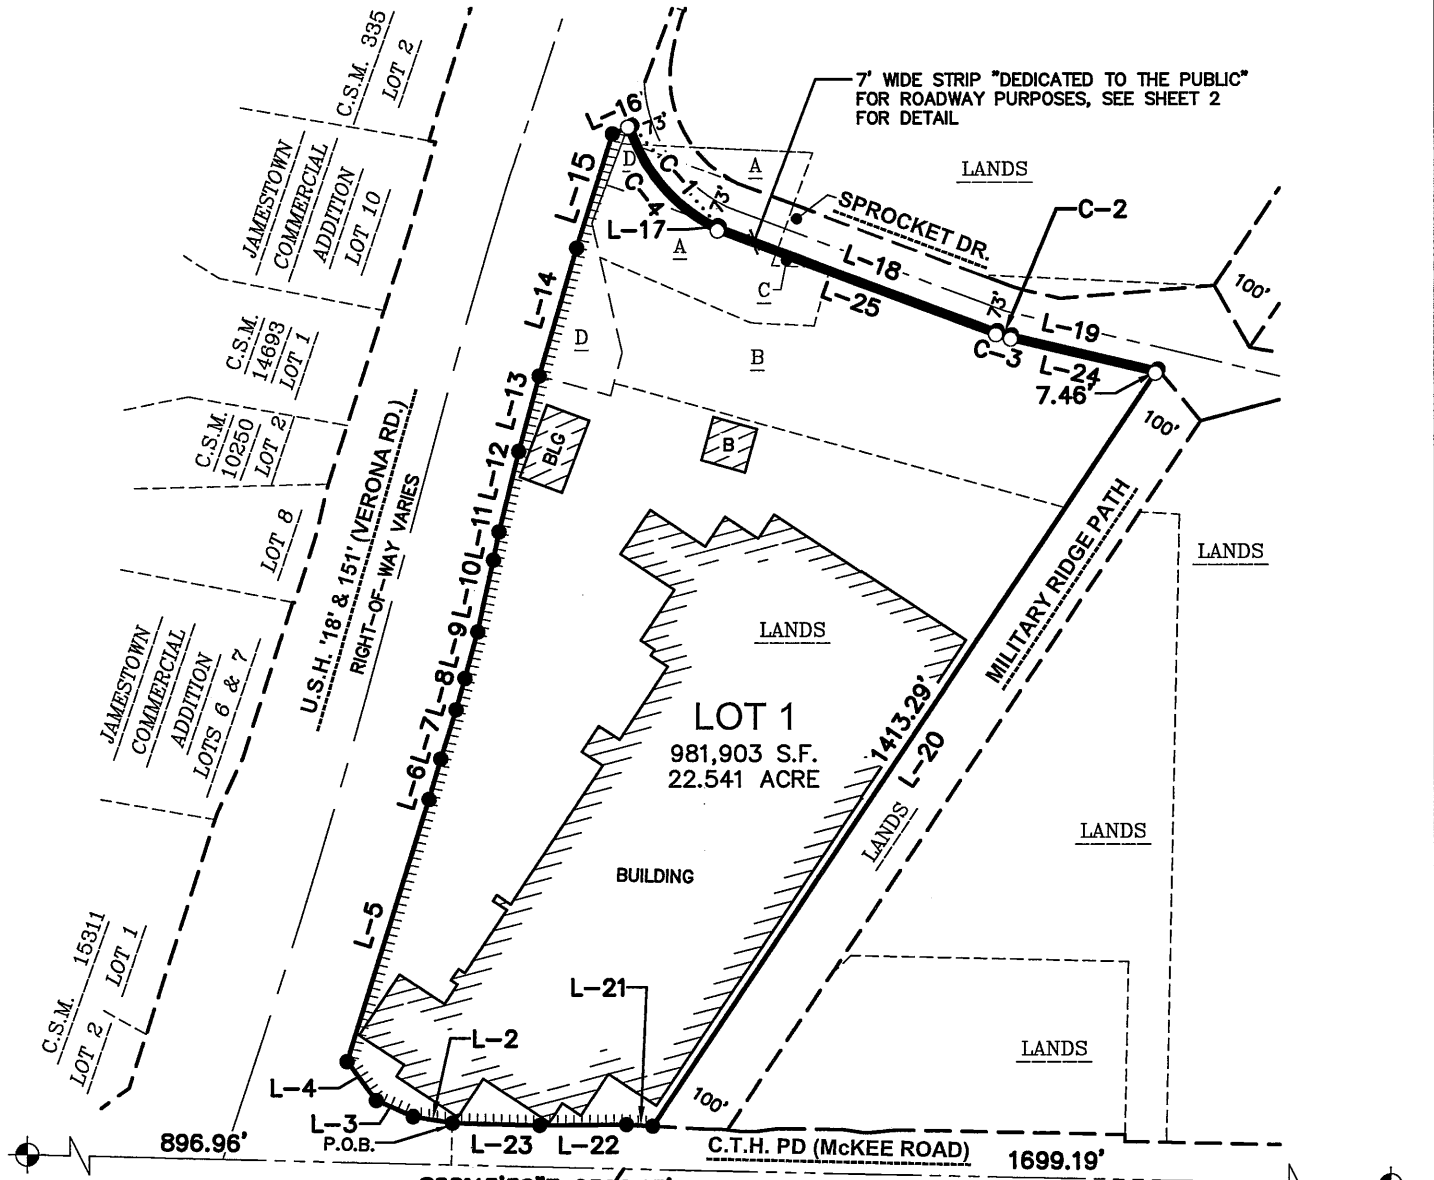 C.S.M. 335
LOT 2
7' WIDE STRIP "DEDICATED TO THE PUBLIC"
FOR ROADWAY PURPOSES, SEE SHEET 2
FOR DETAIL
L-16
73'
D
C-1
A
LANDS
JAMESTOWN
COMMERCIAL
ADDITION
LOT 10
L-15
C-4
73'
L-17
A
SPROCKET DR.
C-2
L-18
C
L-25
73'
L-19
100'
C-3
L-24
7.46'
L-14
D
B
C.S.M.
14693
LOT 1
L-13
C.S.M.
10250
LOT 2
L-12
BLG
B
100'
LOT 8
U.S.H. '18' & 151' (VERONA RD.)
RIGHT-OF-WAY VARIES
L-11
L-10
L-9
L-8
L-7
L-6
LANDS
MILITARY RIDGE PATH
LANDS
JAMESTOWN
COMMERCIAL
ADDITION
LOTS 6 & 7
LOT 1
981,903 S.F.
22.541 ACRE
1413.29'
L-20
LANDS
LANDS
BUILDING
L-5
C.S.M. 15311
LOT 2
LOT 1
L-21
L-2
LANDS
L-4
L-3
P.O.B.
100'
896.96'
L-23
L-22
C.T.H. PD (McKEE ROAD)
1699.19'